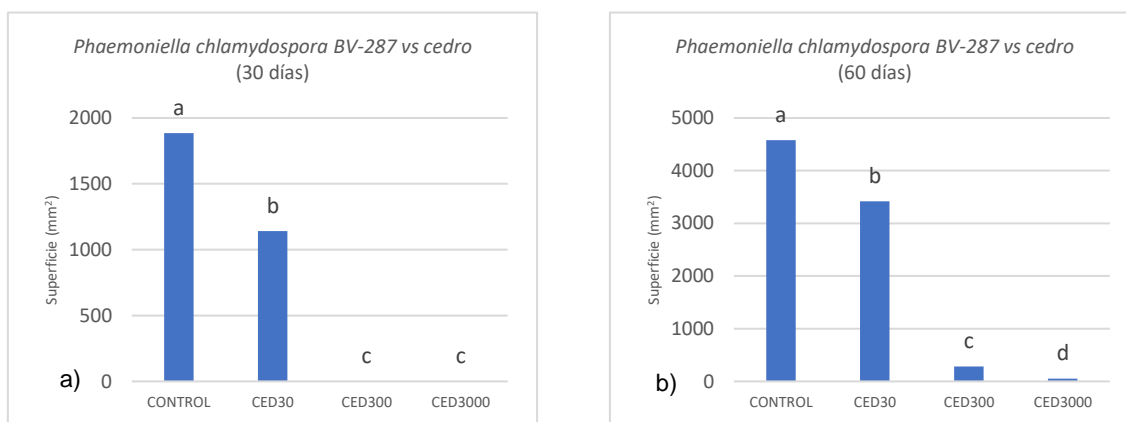 Phaemoniella chlamydospora BV-287 vs cedro
(30 días)
2000
1500
1000
500
0
Superficie (mm²)
a
b
c
c
CONTROL
CED30
CED300
CED3000
a)
Phaemoniella chlamydospora BV-287 vs cedro
(60 días)
5000
4000
3000
2000
1000
0
Superficie (mm²)
a
b
c
d
CONTROL
CED30
CED300
CED3000
b)